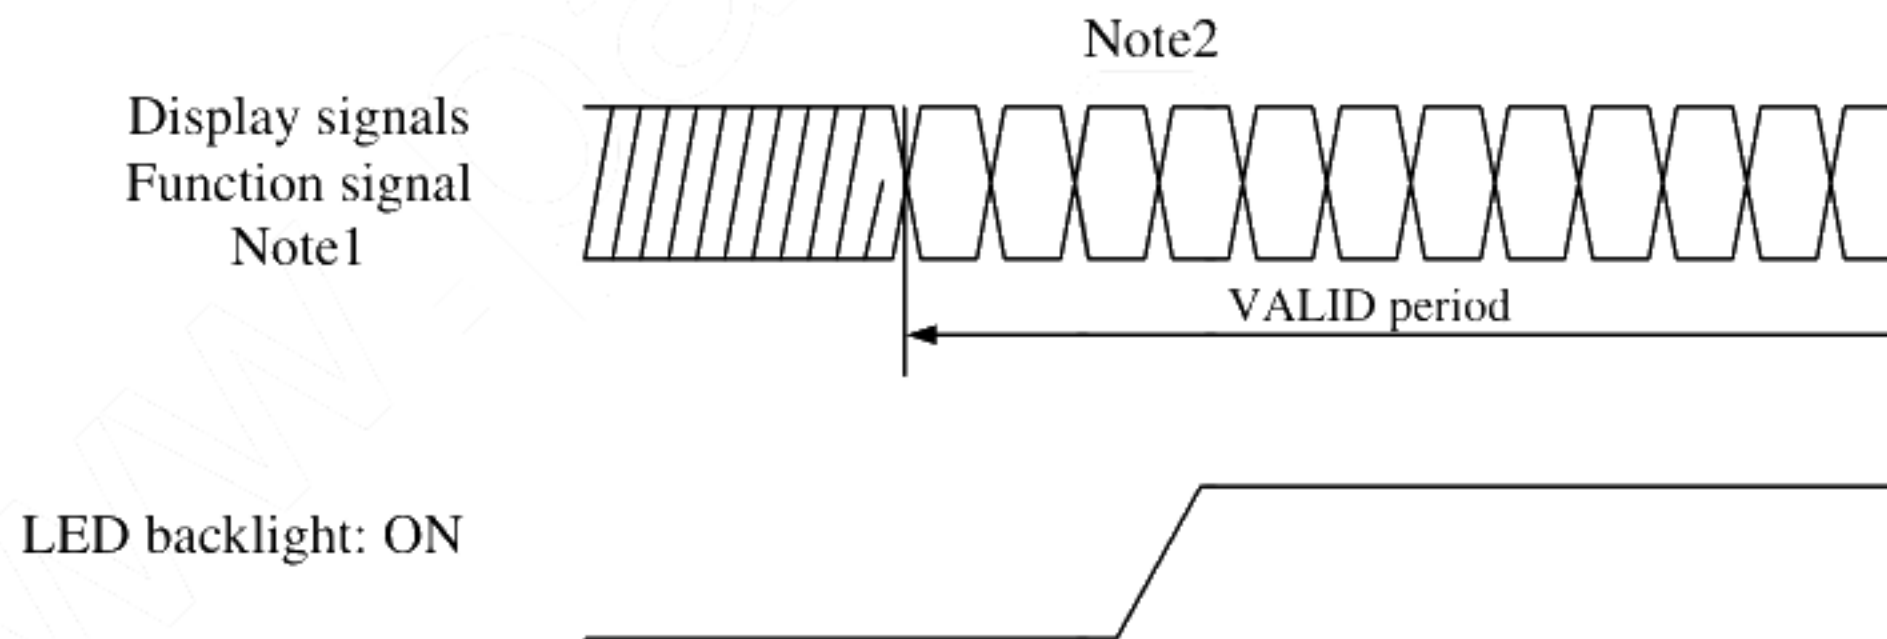 Note2
Display signals
Function signal
Note1
VALID period
LED backlight: ON